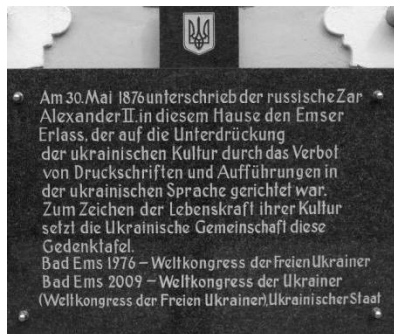 Am 30. Mai 1876 unterschrieb der russische Zar
Alexander II. in diesem Hause den Emser
Erlass, der auf die Unterdrückung
der ukrainischen Kultur durch das Verbot
von Druckschriften und Aufführungen in
der ukrainischen Sprache gerichtet war.
Zum Zeichen der Lebenskraft ihrer Kultur
setzt die Ukrainische Gemeinschaft diese
Gedenktafel.
Bad Ems 1976 – Weltkongress der Freien Ukrainer
Bad Ems 2009 – Weltkongress der Ukrainer
(Weltkongress der Freien Ukrainer), Ukrainischer Staat